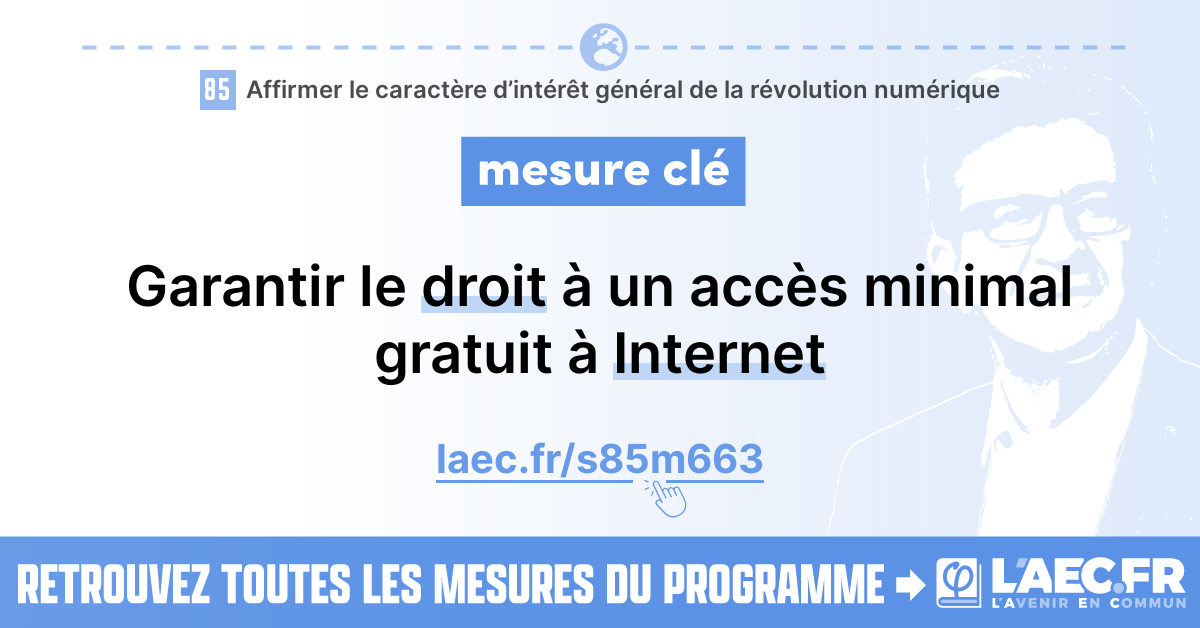 85 Affirmer le caractère d’intérêt général de la révolution numérique
mesure clé
Garantir le droit à un accès minimal
gratuit à Internet
laec.fr/s85m663
RETROUVEZ TOUTES LES MESURES DU PROGRAMME
φ L'AEC.FR
L'AVENIR EN COMMUN